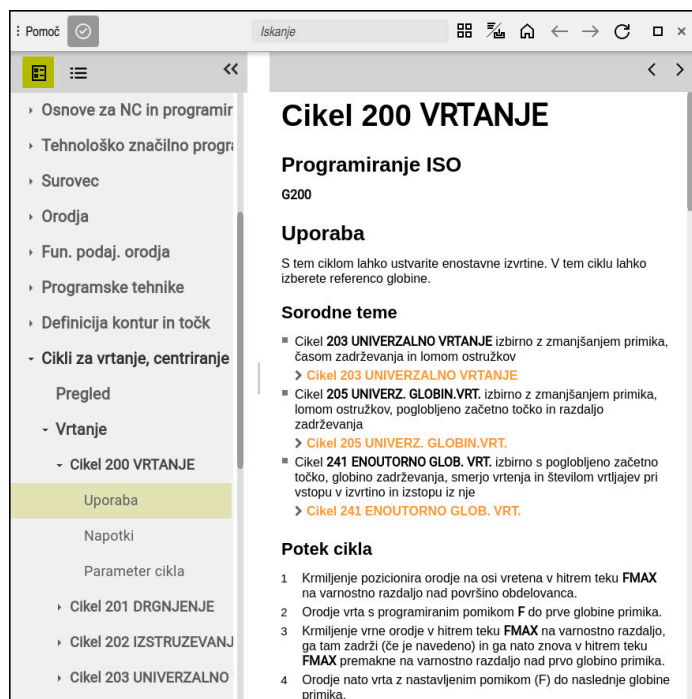 Pomoč
Iskanje
Osnove za NC in programir
Tehnološko značilno progra
Surovec
Orodja
Fun. podaj. orodja
Programske tehnike
Definicija kontur in točk
Cikli za vrtanje, centriranje
Pregled
Vrtanje
Cikel 200 VRTANJE
Uporaba
Napotki
Parameter cikla
Cikel 201 DRGNJENJE
Cikel 202 IZSTRUZEVANJ
Cikel 203 UNIVERZALNO
Cikel 200 VRTANJE
Programiranje ISO
G200
Uporaba
S tem ciklom lahko ustvarite enostavne izvrtine. V tem ciklu lahko
izberete referenco globine.
Sorodne teme
Cikel 203 UNIVERZALNO VRTANJE izbirno z zmanjšanjem primika,
časom zadrževanja in lomom ostružkov
Cikel 203 UNIVERZALNO VRTANJE
Cikel 205 UNIVERZ. GLOBIN.VRT. izbirno z zmanjšanjem primika,
lomom ostružkov, poglobljeno začetno točko in razdaljo
zadrževanja
Cikel 205 UNIVERZ. GLOBIN.VRT.
Cikel 241 ENOUTORNO GLOB. VRT. izbirno s poglobljeno začetno
točko, globino zadrževanja, smerjo vrtenja in številom vrtljajev pri
vstopu v izvrtino in izstopu iz nje
Cikel 241 ENOUTORNO GLOB. VRT.
Potek cikla
1 Krmiljenje pozicionira orodje na osi vretena v hitrem teku FMAX
na varnostno razdaljo nad površino obdelovanca.
2 Orodje vrta s programiranim pomikom F do prve globine primika.
3 Krmiljenje vrne orodje v hitrem teku FMAX na varnostno razdaljo,
ga tam zadrži (če je navedeno) in ga nato znova v hitrem teku
FMAX premakne na varnostno razdaljo nad prvo globino primika.
4 Orodje nato vrta z nastavljenim pomikom (F) do naslednje globine
primika.